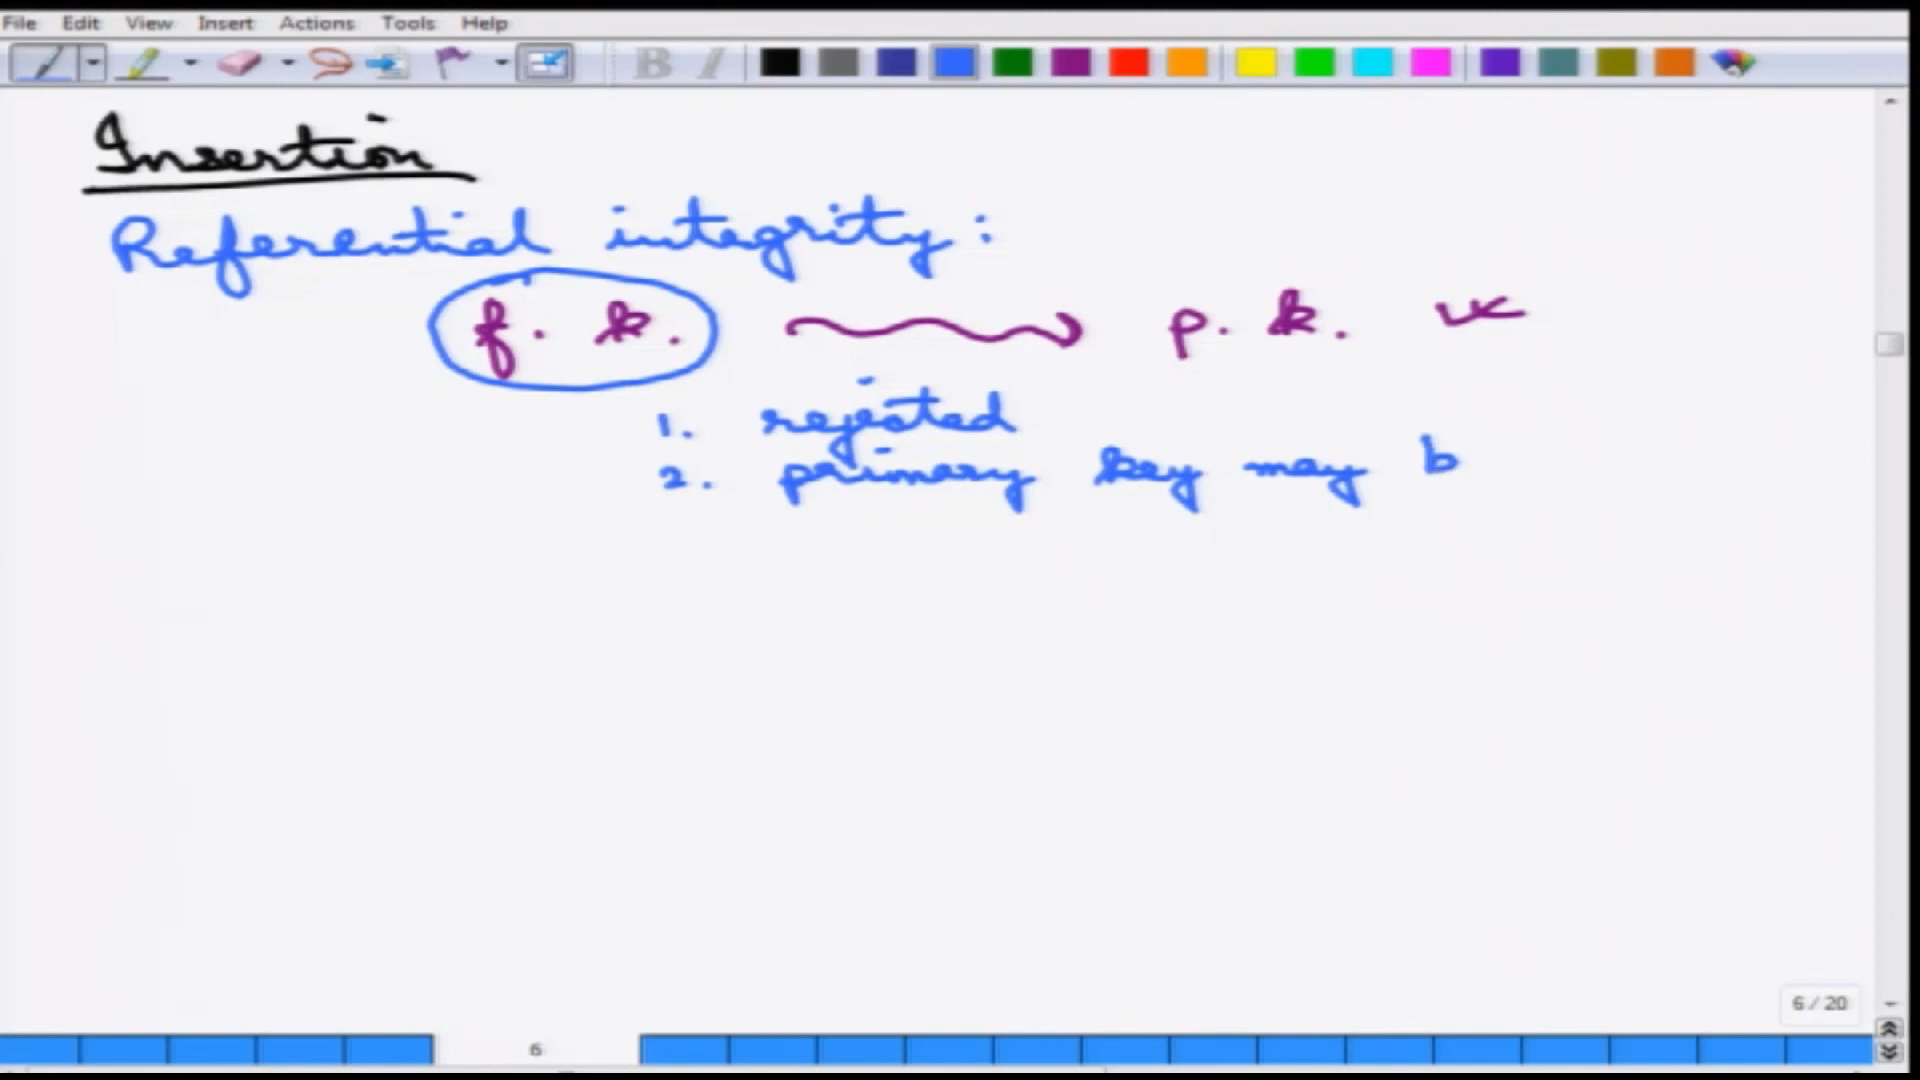 File Edit View Insert Actions Tools Help
B I
Insertion
Referential integrity:
f. k. p. k.
1. rejected
2. primary key may b
6 / 20
6